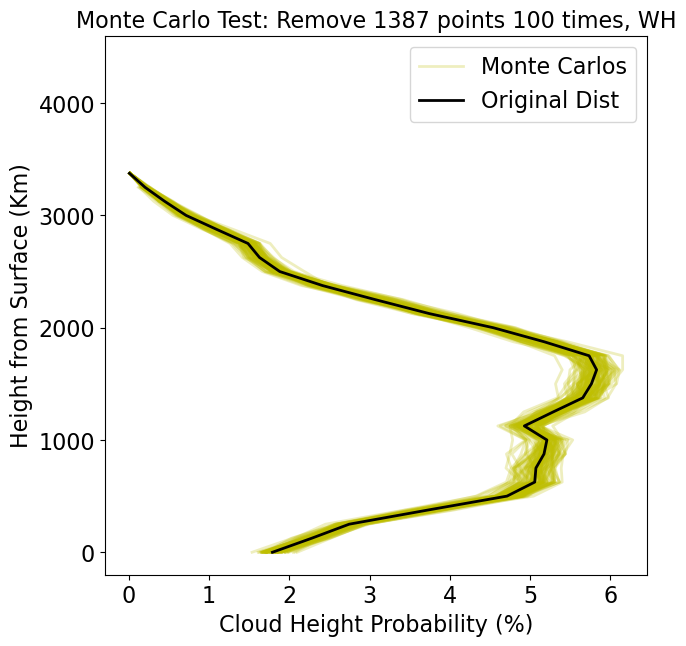 Monte Carlo Test: Remove 1387 points 100 times, WH
Monte Carlos
Original Dist
Height from Surface (Km)
4000
3000
2000
1000
0
0 1 2 3 4 5 6
Cloud Height Probability (%)